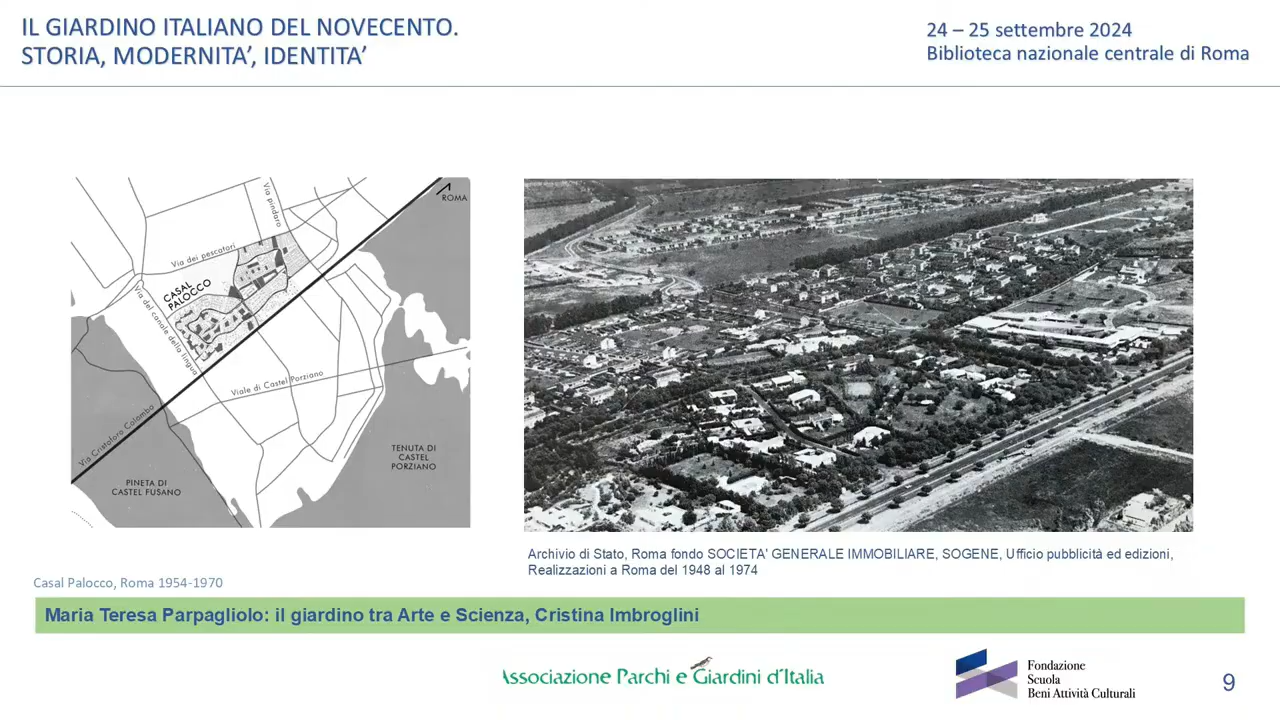 IL GIARDINO ITALIANO DEL NOVECENTO.
STORIA, MODERNITA’, IDENTITA’
24 – 25 settembre 2024
Biblioteca nazionale centrale di Roma
ROMA
Via pindaro
Via dei pescatori
CASAL
PALOCCO
Via del canale della lingua
Viale di Castel Porziano
Via Cristoforo Colombo
TENUTA DI
CASTEL
PORZIANO
PINETA DI
CASTEL FUSANO
Archivio di Stato, Roma fondo SOCIETA' GENERALE IMMOBILIARE, SOGENE, Ufficio pubblicità ed edizioni,
Realizzazioni a Roma del 1948 al 1974
Casal Palocco, Roma 1954-1970
Maria Teresa Parpagliolo: il giardino tra Arte e Scienza, Cristina Imbroglini
Associazione Parchi e Giardini d'Italia
Fondazione
Scuola
Beni Attività Culturali
9